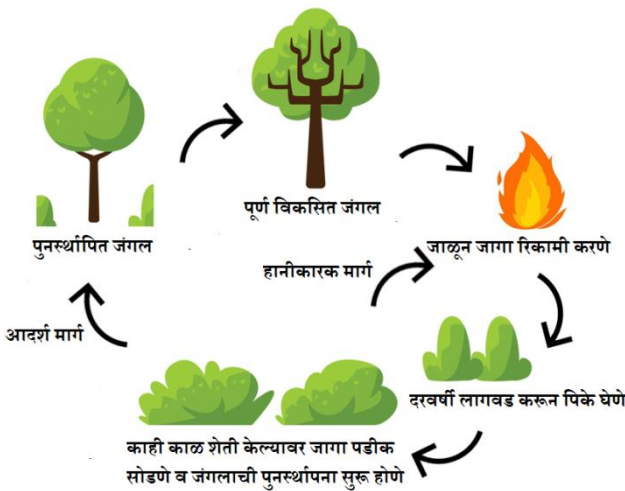 पूर्ण विकसित जंगल
पुनर्स्थापित जंगल
जाळून जागा रिकामी करणे
हानीकारक मार्ग
आदर्श मार्ग
दरवर्षी लागवड करून पिके घेणे
काही काळ शेती केल्यावर जागा पडीक
सोडणे व जंगलाची पुनर्स्थापना सुरू होणे